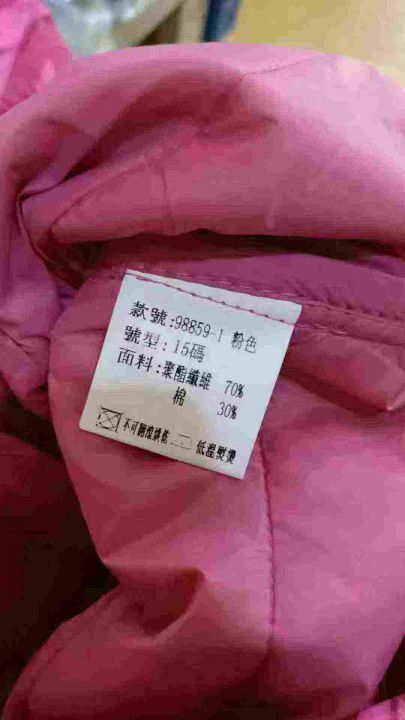 款號:98859-1 粉色
號型:15碼
面料:聚酯纖維 70%
棉 30%
不可翻滾烘乾 低溫熨燙